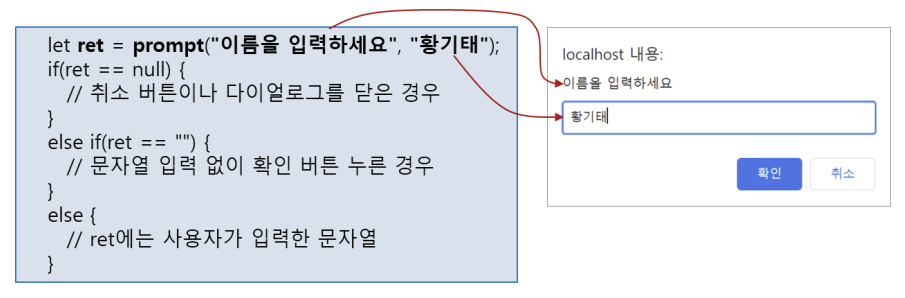 let ret = prompt("이름을 입력하세요", "황기태");
if(ret == null) {
// 취소 버튼이나 다이얼로그를 닫은 경우
}
else if(ret == "") {
// 문자열 입력 없이 확인 버튼 누른 경우
}
else {
// ret에는 사용자가 입력한 문자열
}
localhost 내용:
이름을 입력하세요
황기태
확인 취소